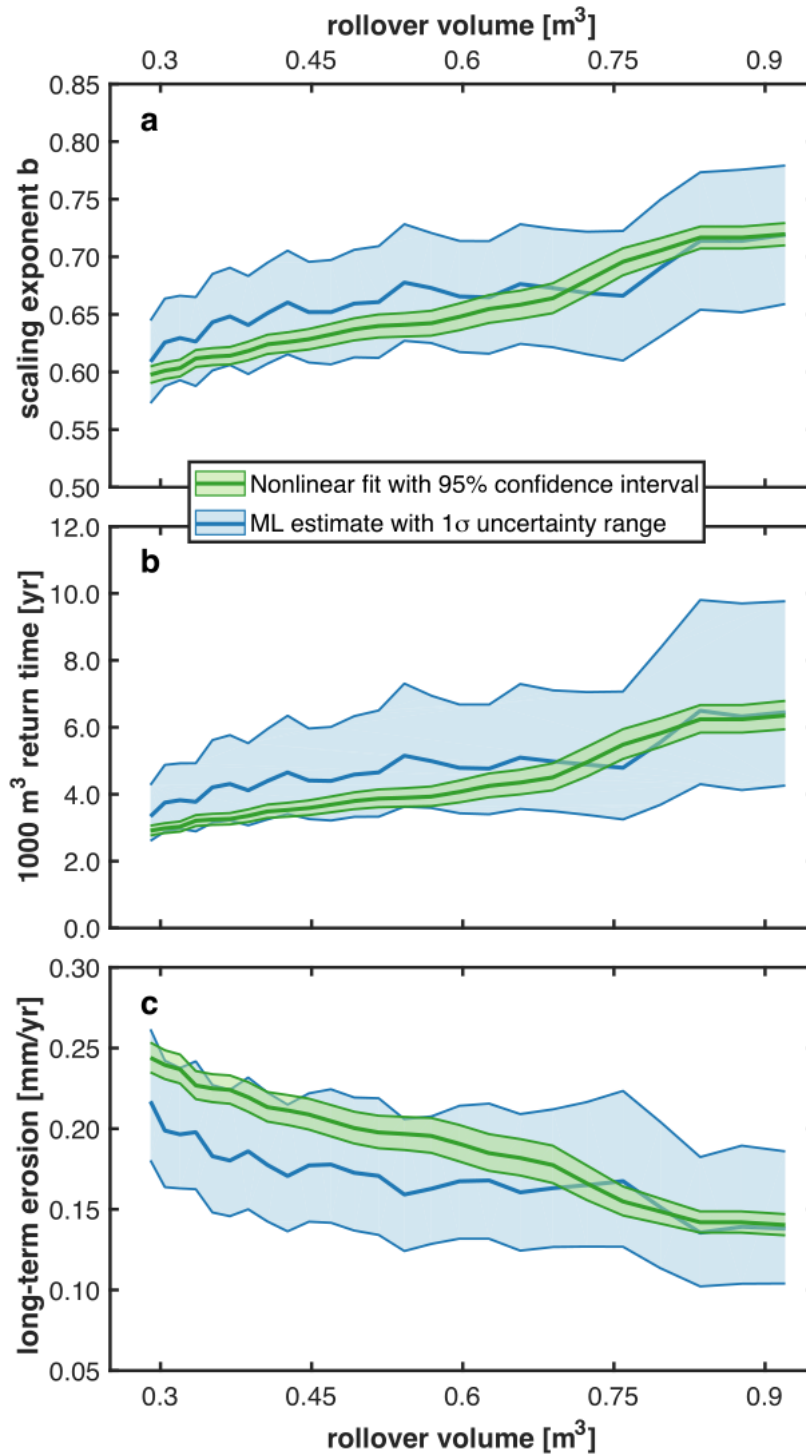 rollover volume [m³]
0.3 0.45 0.6 0.75 0.9
a
scaling exponent b
0.85
0.80
0.75
0.70
0.65
0.60
0.55
0.50
Nonlinear fit with 95% confidence interval
ML estimate with 1σ uncertainty range
b
1000 m³ return time [yr]
12.0
10.0
8.0
6.0
4.0
2.0
0.0
c
long-term erosion [mm/yr]
0.30
0.25
0.20
0.15
0.10
0.05
0.3 0.45 0.6 0.75 0.9
rollover volume [m³]